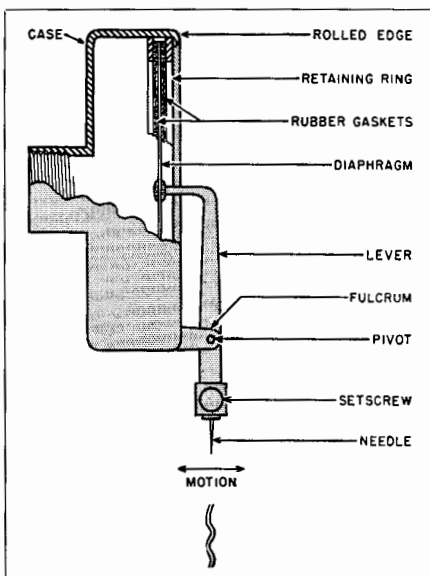 CASE
ROLLED EDGE
RETAINING RING
RUBBER GASKETS
DIAPHRAGM
LEVER
FULCRUM
PIVOT
SETSCREW
NEEDLE
MOTION